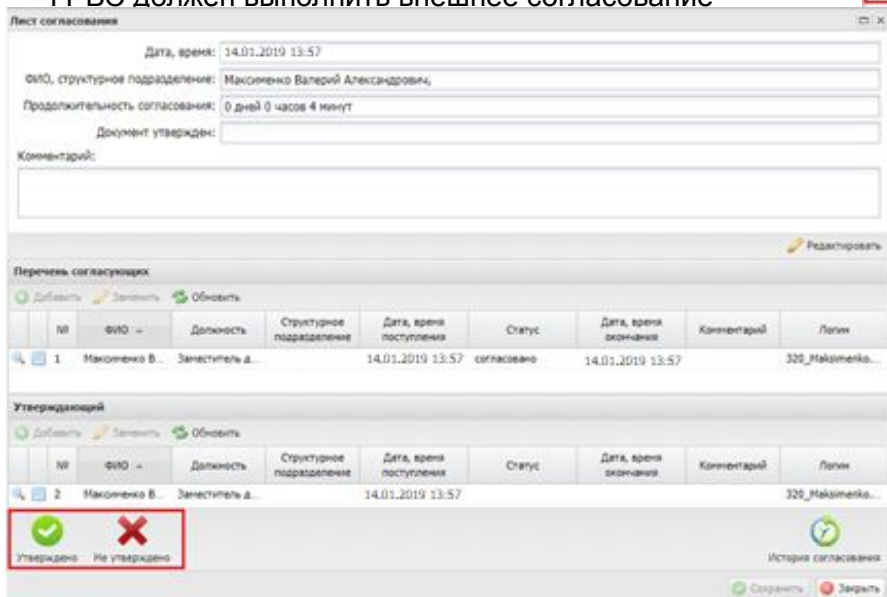 ГРБС должен выполнить внешнее согласование
Лист согласования
Дата, время: 14.01.2019 13:57
ФИО, структурное подразделение: Максименко Валерий Александрович,
Продолжительность согласования: 0 дней 0 часов 4 минут
Документ утвержден:
Комментарий:
Редактировать
Перечень согласующих
Добавить Заменить Обновить
№ ФИО Должность Структурное подразделение Дата, время поступления Статус Дата, время окончания Комментарий Логин
1 Максименко В... Заместитель д... 14.01.2019 13:57 согласовано 14.01.2019 13:57 320_Maksimenko...
Утверждающий
Добавить Заменить Обновить
№ ФИО Должность Структурное подразделение Дата, время поступления Статус Дата, время окончания Комментарий Логин
2 Максименко В... Заместитель д... 14.01.2019 13:57 320_Maksimenko...
Утверждено Не утверждено История согласования
Сохранить Закрыть